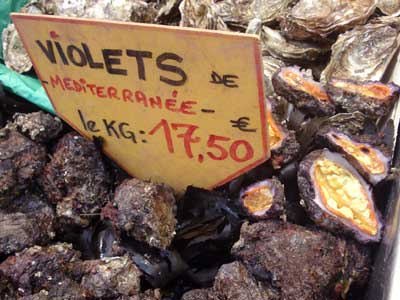 VIOLETS DE
-MEDITERRANÉE-
le KG: 17,50 €